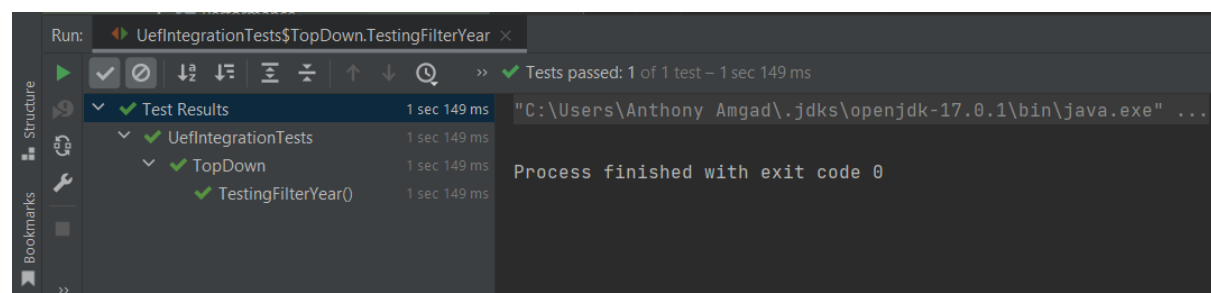 Run: UefIntegrationTests$TopDown.TestingFilterYear
Tests passed: 1 of 1 test – 1 sec 149 ms
Test Results 1 sec 149 ms
UefIntegrationTests 1 sec 149 ms
TopDown 1 sec 149 ms
TestingFilterYear() 1 sec 149 ms
"C:\Users\Anthony Amgad\.jdks\openjdk-17.0.1\bin\java.exe" ...
Process finished with exit code 0
Structure
Bookmarks